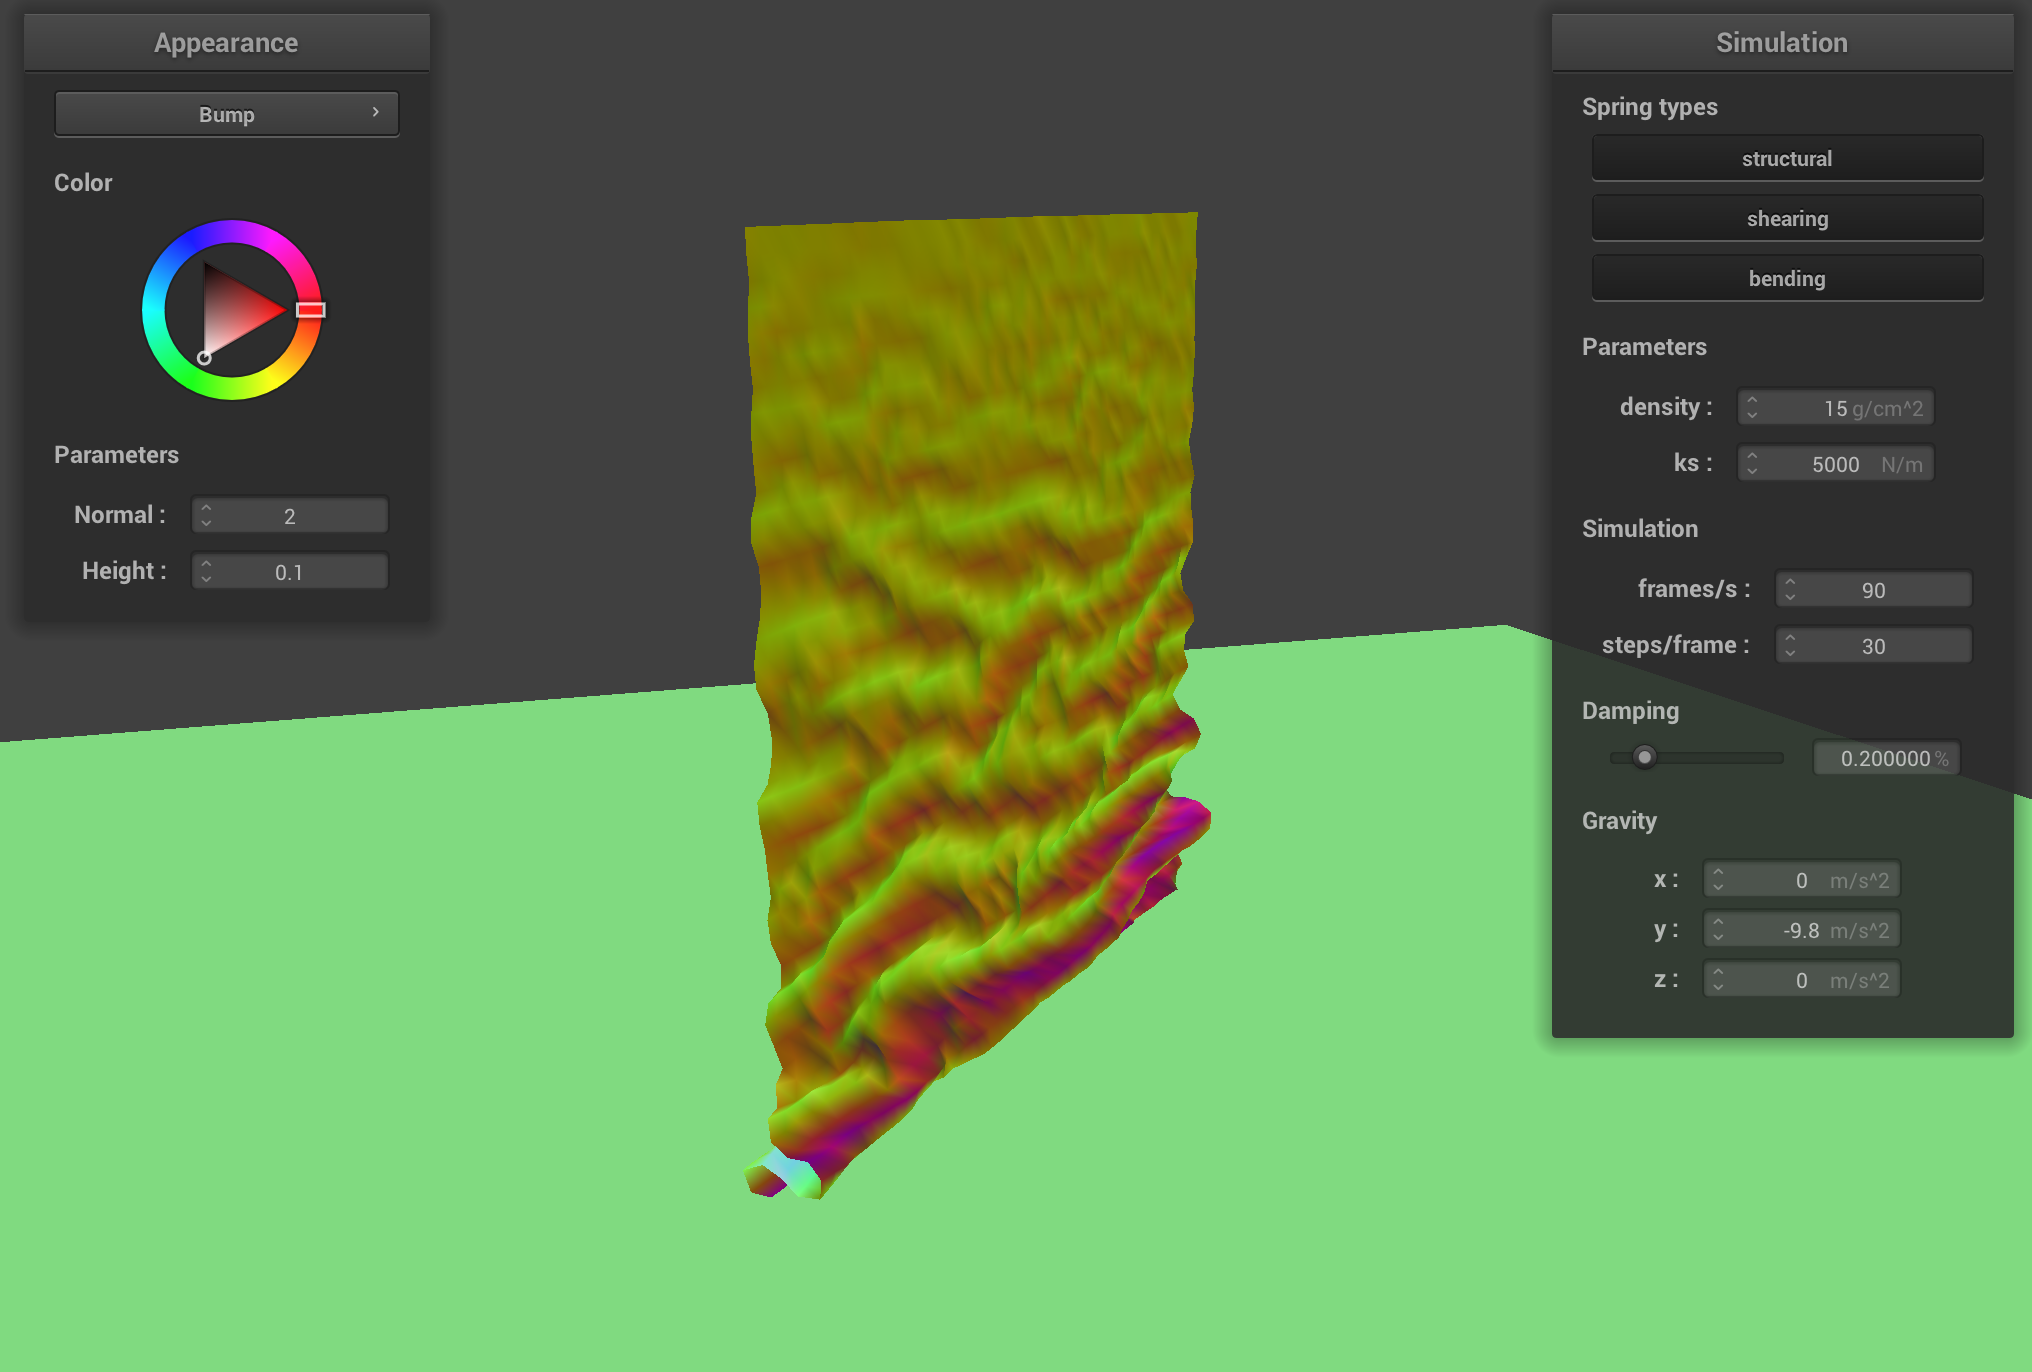 Appearance
Bump
Color
Parameters
Normal :
2
Height :
0.1
Simulation
Spring types
structural
shearing
bending
Parameters
density :
15 g/cm^2
ks :
5000 N/m
Simulation
frames/s :
90
steps/frame :
30
Damping
0.200000 %
Gravity
x :
0 m/s^2
y :
-9.8 m/s^2
z :
0 m/s^2